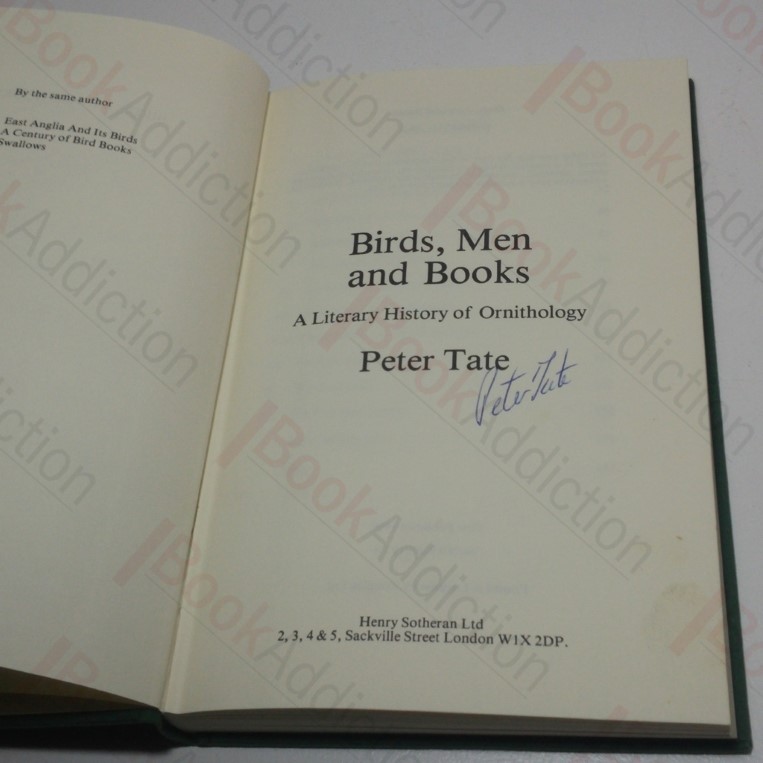 By the same author
East Anglia And Its Birds
A Century of Bird Books
Swallows
Birds, Men
and Books
A Literary History of Ornithology
Peter Tate
Peter Tate
Henry Sotheran Ltd
2, 3, 4 & 5, Sackville Street London W1X 2DP.
BookAddiction